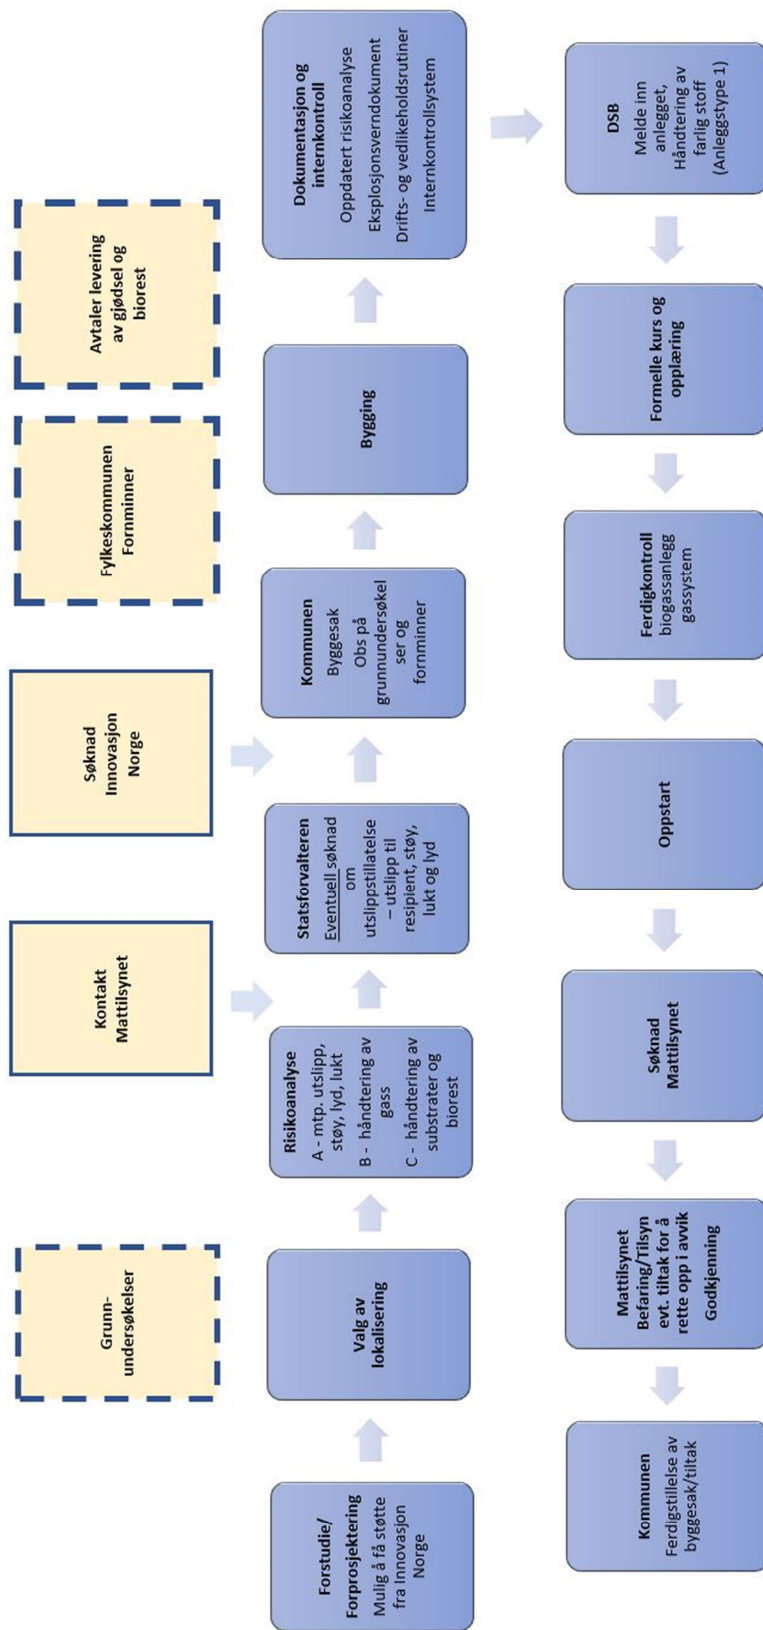 Grunn-
undersøkelser
Kontakt
Mattilsynet
Søknad
Innovasjon
Norge
Fylkeskommunen
Fornminner
Avtaler levering
av gjødsel og
biorest
Forstudie/
Forprosjektering
Mulig å få støtte
fra Innovasjon
Norge
Valg av
lokalisering
Risikoanalyse
A - mtp. utslipp,
støy, lyd, lukt
B - håndtering av
gass
C - håndtering av
substrater og
biorest
Statsforvalteren
Eventuell søknad
om
utslippstillatelse
– utslipp til
resipient, støy,
lukt og lyd
Kommunen
Byggesak
Obs på
grunnundersøkel
ser og
fornminner
Bygging
Dokumentasjon og
internkontroll
Oppdatert risikoanalyse
Eksplosjonsverndokument
Drifts- og vedlikeholdsrutiner
Internkontrollsystem
DSB
Melde inn
anlegget,
Håndtering av
farlig stoff
(Anleggstype 1)
Formelle kurs og
opplæring
Ferdigkontroll
biogassanlegg
gassystem
Oppstart
Søknad
Mattilsynet
Mattilsynet
Befaring/Tilsyn
evt. tiltak for å
rette opp i avvik
Godkjenning
Kommunen
Ferdigstillelse av
byggesak/tiltak